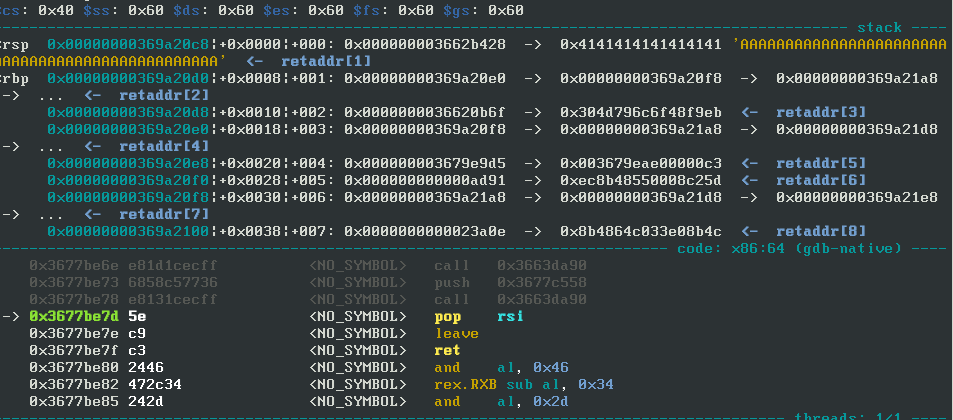 $cs: 0x40 $ss: 0x60 $ds: 0x60 $es: 0x60 $fs: 0x60 $gs: 0x60
stack
$rsp 0x00000000369a20c8|+0x0000|+000: 0x000000003662b428 -> 0x4141414141414141 'AAAAAAAAAAAAAAAAAAAAAAA
AAAAAAAAAAAAAAAAAAAAAAAAA' <- retaddr[1]
$rbp 0x00000000369a20d0|+0x0008|+001: 0x00000000369a20e0 -> 0x00000000369a20f8 -> 0x00000000369a21a8
-> ... <- retaddr[2]
0x00000000369a20d8|+0x0010|+002: 0x0000000036620b6f -> 0x304d796c6f48f9eb <- retaddr[3]
0x00000000369a20e0|+0x0018|+003: 0x00000000369a20f8 -> 0x00000000369a21a8 -> 0x00000000369a21d8
-> ... <- retaddr[4]
0x00000000369a20e8|+0x0020|+004: 0x000000003679e9d5 -> 0x003679eae00000c3 <- retaddr[5]
0x00000000369a20f0|+0x0028|+005: 0x000000000000ad91 -> 0xec8b48550008c25d <- retaddr[6]
0x00000000369a20f8|+0x0030|+006: 0x00000000369a21a8 -> 0x00000000369a21d8 -> 0x00000000369a21e8
-> ... <- retaddr[7]
0x00000000369a2100|+0x0038|+007: 0x0000000000023a0e -> 0x8b4864c033e08b4c <- retaddr[8]
code: x86:64 (gdb-native)
0x3677be6e e81d1cecff <NO_SYMBOL> call 0x3663da90
0x3677be73 6858c57736 <NO_SYMBOL> push 0x3677c558
0x3677be78 e8131cecff <NO_SYMBOL> call 0x3663da90
-> 0x3677be7d 5e <NO_SYMBOL> pop rsi
0x3677be7e c9 <NO_SYMBOL> leave
0x3677be7f c3 <NO_SYMBOL> ret
0x3677be80 2446 <NO_SYMBOL> and al, 0x46
0x3677be82 472c34 <NO_SYMBOL> rex.RXB sub al, 0x34
0x3677be85 242d <NO_SYMBOL> and al, 0x2d
threads: 1/1